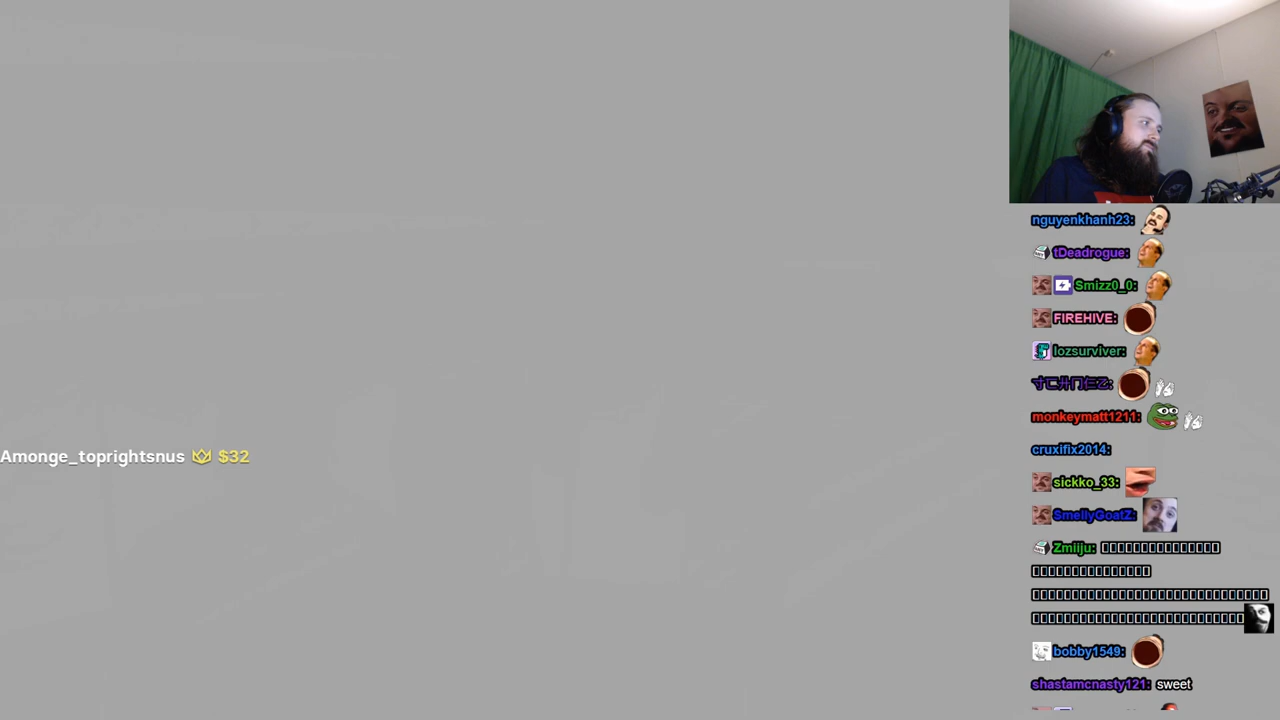 nguyenkhanh23:
tDeadrogue:
Smizz0_0:
FIREHIVE:
lozsurviver:
monkeymatt1211:
Amonge_toprightsnus $32
cruxifix2014:
sickko_33:
SmellyGoatZ:
Zmiiju:
bobby1549:
shastamcnasty121: sweet